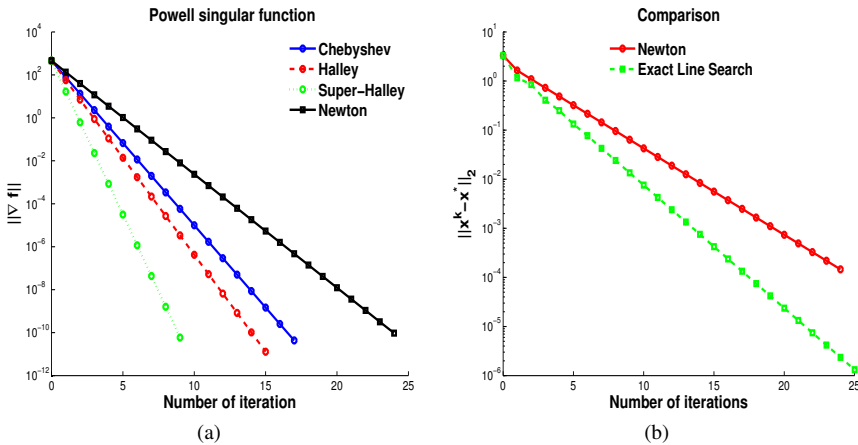 Powell singular function
10^4
10^2
10^0
10^−2
10^−4
10^−6
10^−8
10^−10
10^−12
||∇ f||
Chebyshev
Halley
Super−Halley
Newton
0 5 10 15 20 25
Number of iteration
(a)
Comparison
10^1
10^0
10^−1
10^−2
10^−3
10^−4
10^−5
10^−6
||x^k−x^*||_2
Newton
Exact Line Search
0 5 10 15 20 25
Number of iterations
(b)